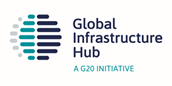 Global
Infrastructure
Hub
A G20 INITIATIVE